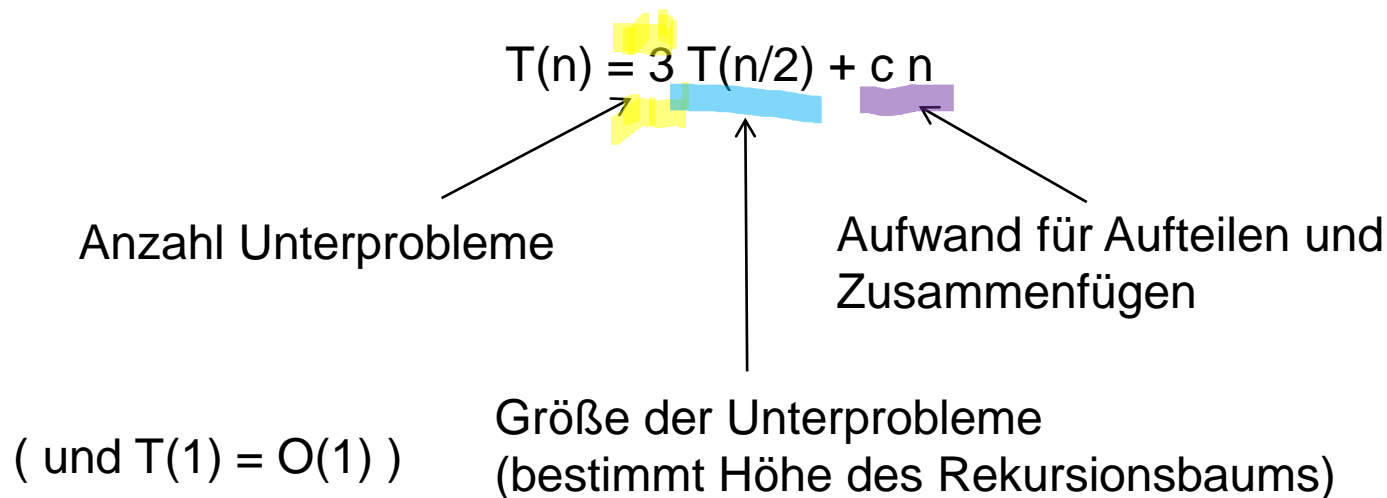 T(n) = 3 T(n/2) + c n
Anzahl Unterprobleme
Aufwand für Aufteilen und
Zusammenfügen
Größe der Unterprobleme
(bestimmt Höhe des Rekursionsbaums)
( und T(1) = O(1) )